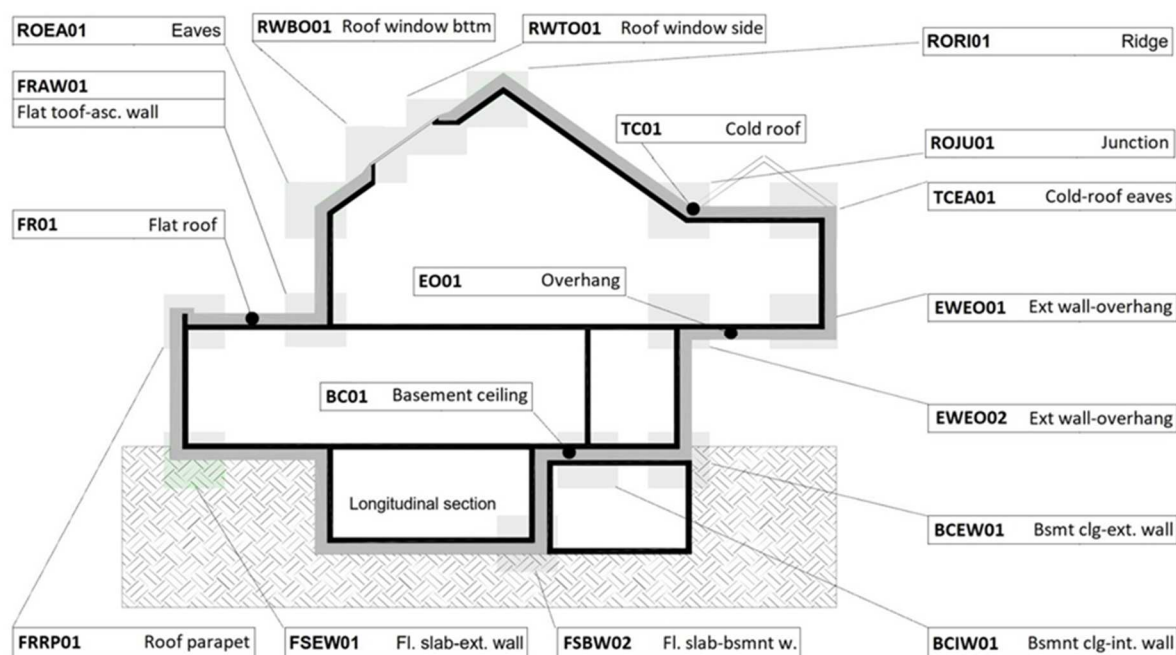 ROEA01 Eaves
RWBO01 Roof window bttm
RWTO01 Roof window side
RORI01 Ridge
FRAW01
Flat toof-asc. wall
TC01 Cold roof
ROJU01 Junction
TCEA01 Cold-roof eaves
FR01 Flat roof
EO01 Overhang
EWEO01 Ext wall-overhang
BC01 Basement ceiling
EWEO02 Ext wall-overhang
Longitudinal section
BCEW01 Bsmt clg-ext. wall
FRRP01 Roof parapet
FSEW01 Fl. slab-ext. wall
FSBW02 Fl. slab-bsmnt w.
BCIW01 Bsmnt clg-int. wall